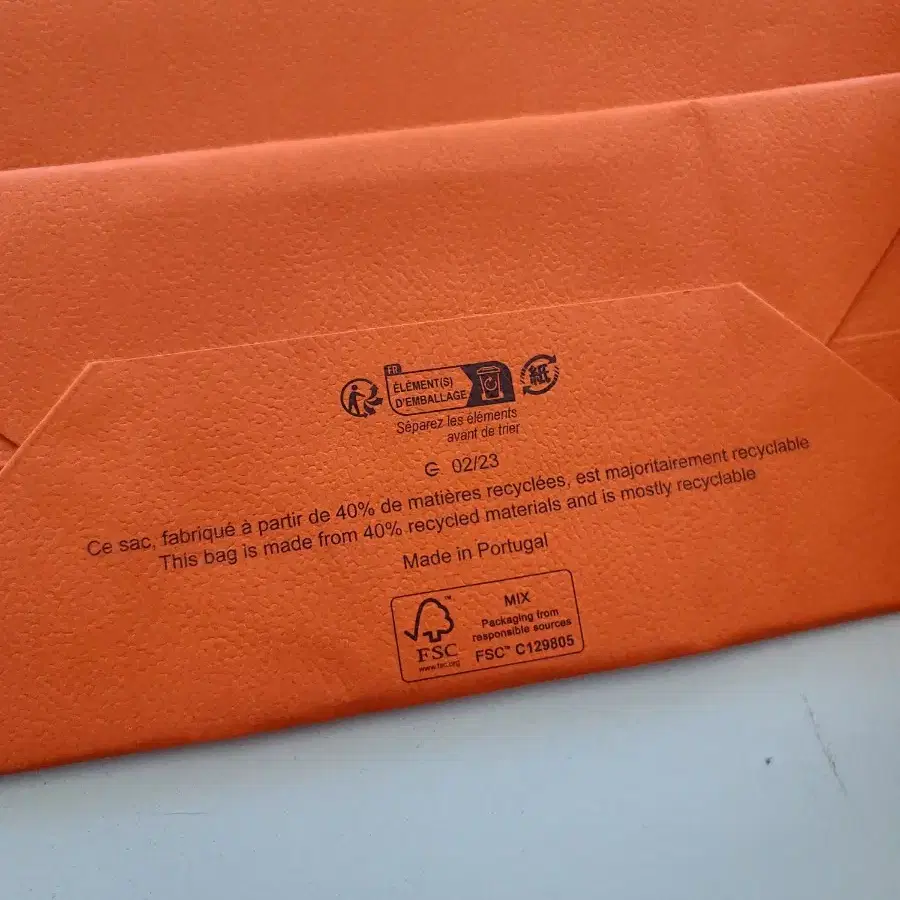 FR
ÉLÉMENT(S)
D'EMBALLAGE
紙
Séparez les éléments
avant de trier
G 02/23
Ce sac, fabriqué à partir de 40% de matières recyclées, est majoritairement recyclable
This bag is made from 40% recycled materials and is mostly recyclable
Made in Portugal
FSC™
www.fsc.org
MIX
Packaging from
responsible sources
FSC™ C129805